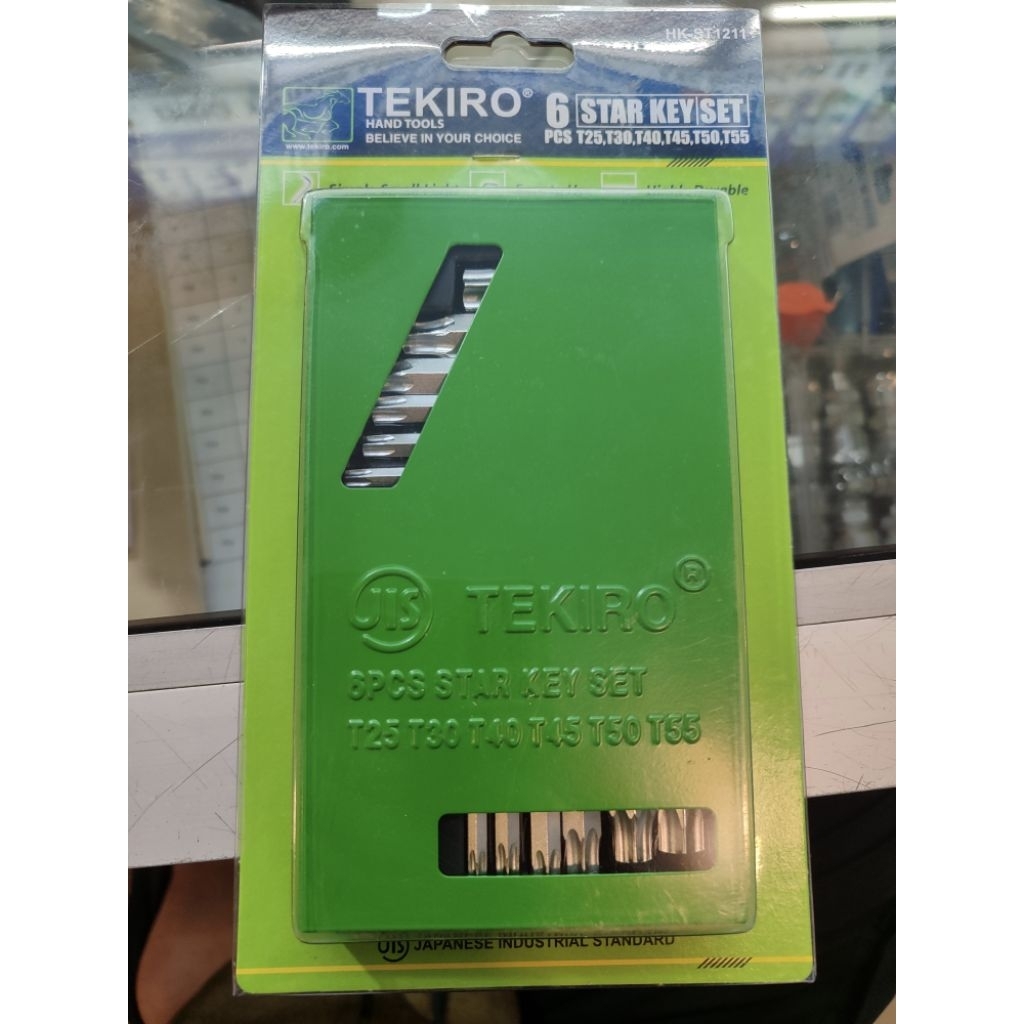 HK-ST1211
TEKIRO®
HAND TOOLS
BELIEVE IN YOUR CHOICE
www.tekiro.com
6 STAR KEY SET
PCS T25,T30,T40,T45,T50,T55
JIS TEKIRO®
6PCS STAR KEY SET
T25 T30 T40 T45 T50 T55
JIS JAPANESE INDUSTRIAL STANDARD